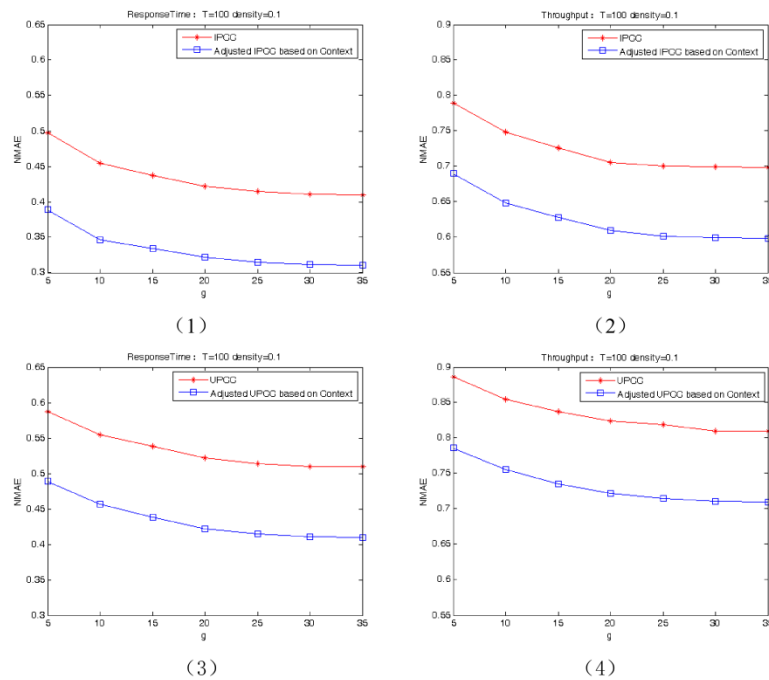 ResponseTime: T=100 density=0.1
IPCC
Adjusted IPCC based on Context
NMAE
0.65
0.6
0.55
0.5
0.45
0.4
0.35
0.3
5 10 15 20 25 30 35
g
(1)
Throughput: T=100 density=0.1
IPCC
Adjusted IPCC based on Context
NMAE
0.9
0.85
0.8
0.75
0.7
0.65
0.6
0.55
5 10 15 20 25 30 35
g
(2)
ResponseTime: T=100 density=0.1
UPCC
Adjusted UPCC based on Context
NMAE
0.65
0.6
0.55
0.5
0.45
0.4
0.35
0.3
5 10 15 20 25 30 35
g
(3)
Throughput: T=100 density=0.1
UPCC
Adjusted UPCC based on Context
NMAE
0.9
0.85
0.8
0.75
0.7
0.65
0.6
0.55
5 10 15 20 25 30 35
g
(4)